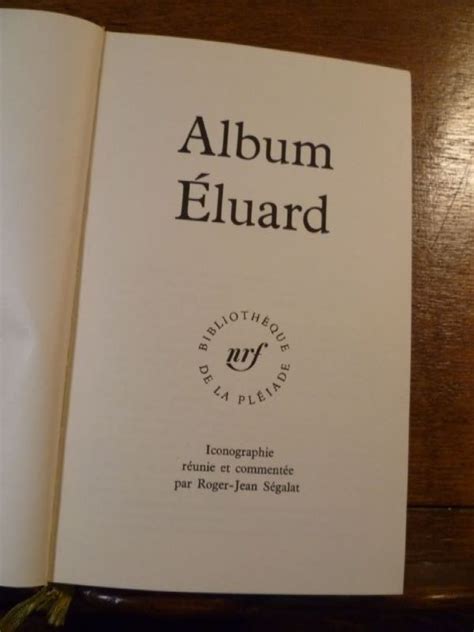 Album
Éluard
BIBLIOTHÈQUE
nrf
DE LA PLÉIADE
Iconographie
réunie et commentée
par Roger-Jean Ségalat